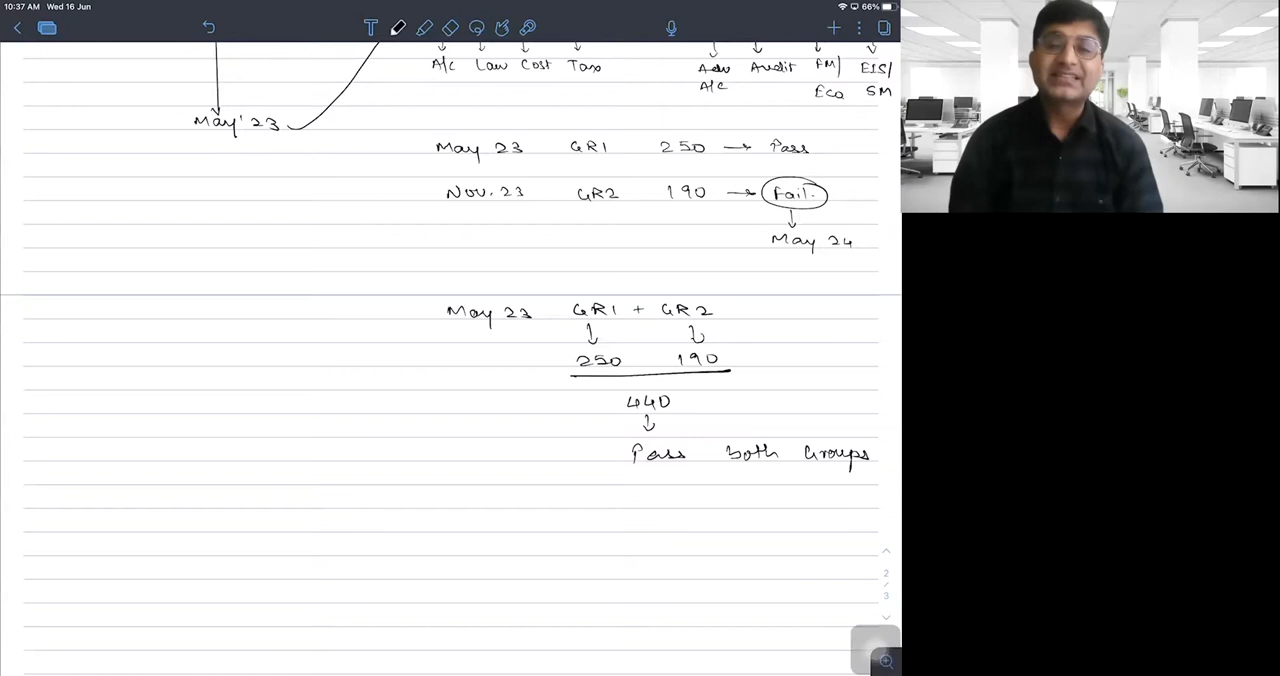 10:37 AM Wed 16 Jun
66%
T
A/c Law Cost Tax
Adv A/c Audit FM/ Eco EIS/ SM
May' 23
May 23 GR1 250 → Pass
Nov. 23 GR2 190 → Fail.
May 24
May 23 GR1 + GR2
250 190
440
Pass Both Groups
2
/
3